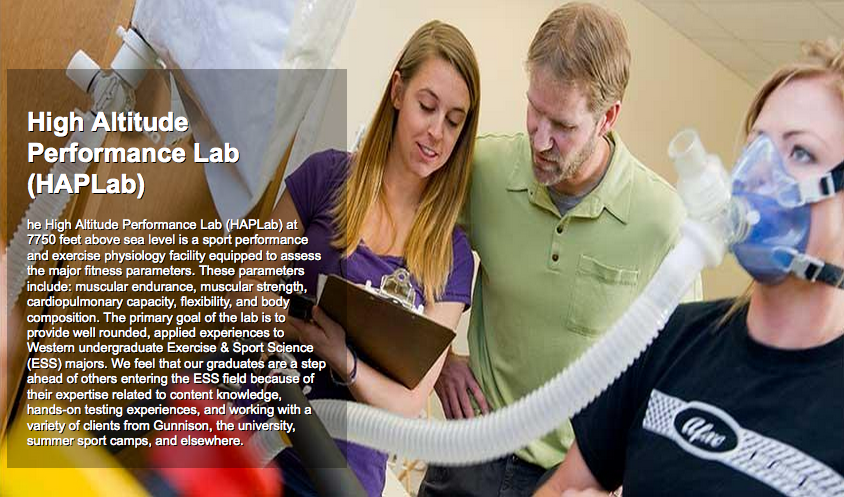 High Altitude
Performance Lab
(HAPLab)
he High Altitude Performance Lab (HAPLab) at
7750 feet above sea level is a sport performance
and exercise physiology facility equipped to assess
the major fitness parameters. These parameters
include: muscular endurance, muscular strength,
cardiopulmonary capacity, flexibility, and body
composition. The primary goal of the lab is to
provide well rounded, applied experiences to
Western undergraduate Exercise & Sport Science
(ESS) majors. We feel that our graduates are a step
ahead of others entering the ESS field because of
their expertise related to content knowledge,
hands-on testing experiences, and working with a
variety of clients from Gunnison, the university,
summer sport camps, and elsewhere.